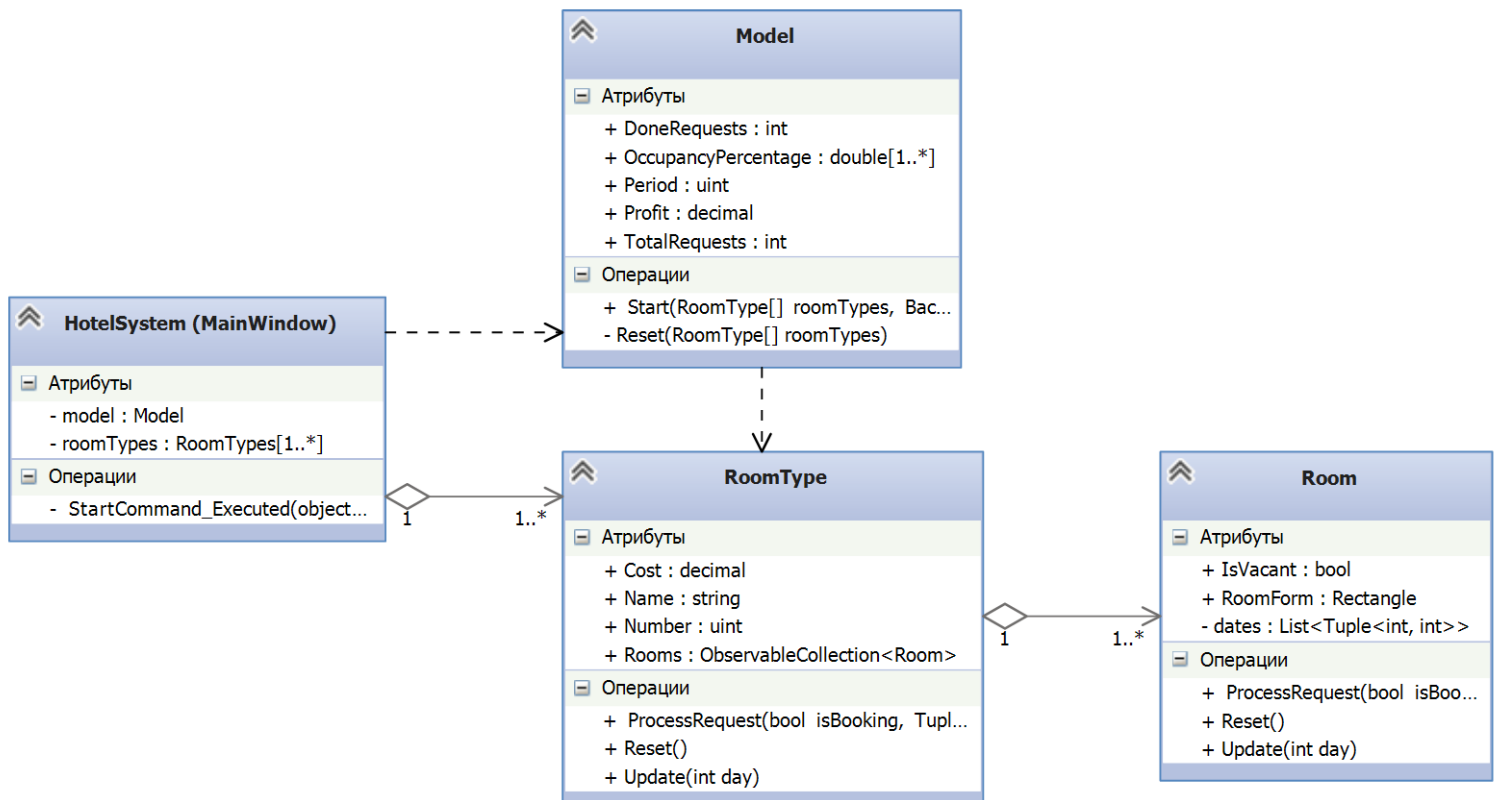 Model
Атрибуты
+ DoneRequests : int
+ OccupancyPercentage : double[1..*]
+ Period : uint
+ Profit : decimal
+ TotalRequests : int
Операции
+ Start(RoomType[] roomTypes, Bac...
- Reset(RoomType[] roomTypes)
HotelSystem (MainWindow)
Атрибуты
- model : Model
- roomTypes : RoomTypes[1..*]
Операции
- StartCommand_Executed(object...
1
1..*
RoomType
Атрибуты
+ Cost : decimal
+ Name : string
+ Number : uint
+ Rooms : ObservableCollection<Room>
Операции
+ ProcessRequest(bool isBooking, Tupl...
+ Reset()
+ Update(int day)
1
1..*
Room
Атрибуты
+ IsVacant : bool
+ RoomForm : Rectangle
- dates : List<Tuple<int, int>>
Операции
+ ProcessRequest(bool isBoo...
+ Reset()
+ Update(int day)